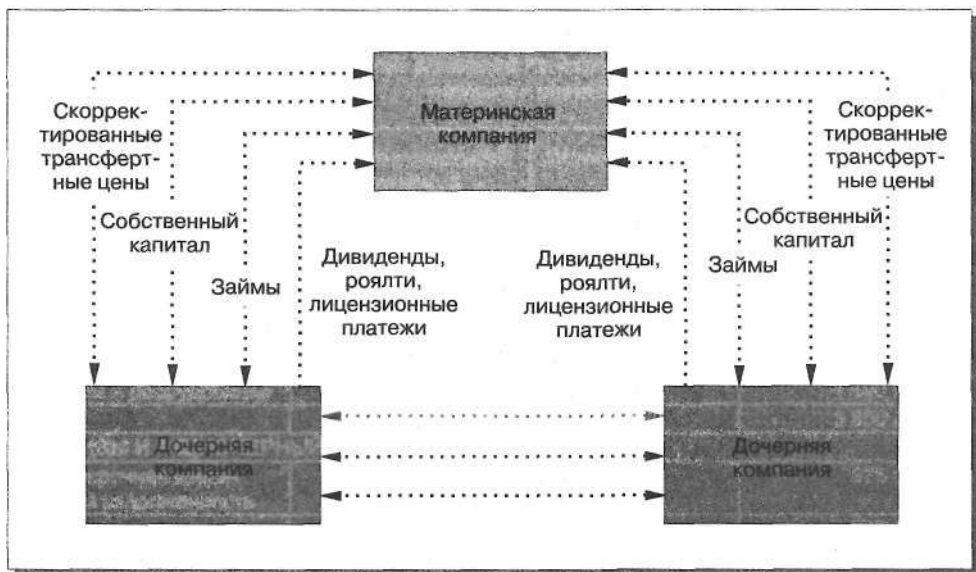 Материнская
компания
Скоррек-
тированные
трансферт-
ные цены
Собственный
капитал
Займы
Дивиденды,
роялти,
лицензионные
платежи
Дивиденды,
роялти,
лицензионные
платежи
Займы
Собственный
капитал
Скоррек-
тированные
трансферт-
ные цены
Дочерняя
компания
Дочерняя
компания